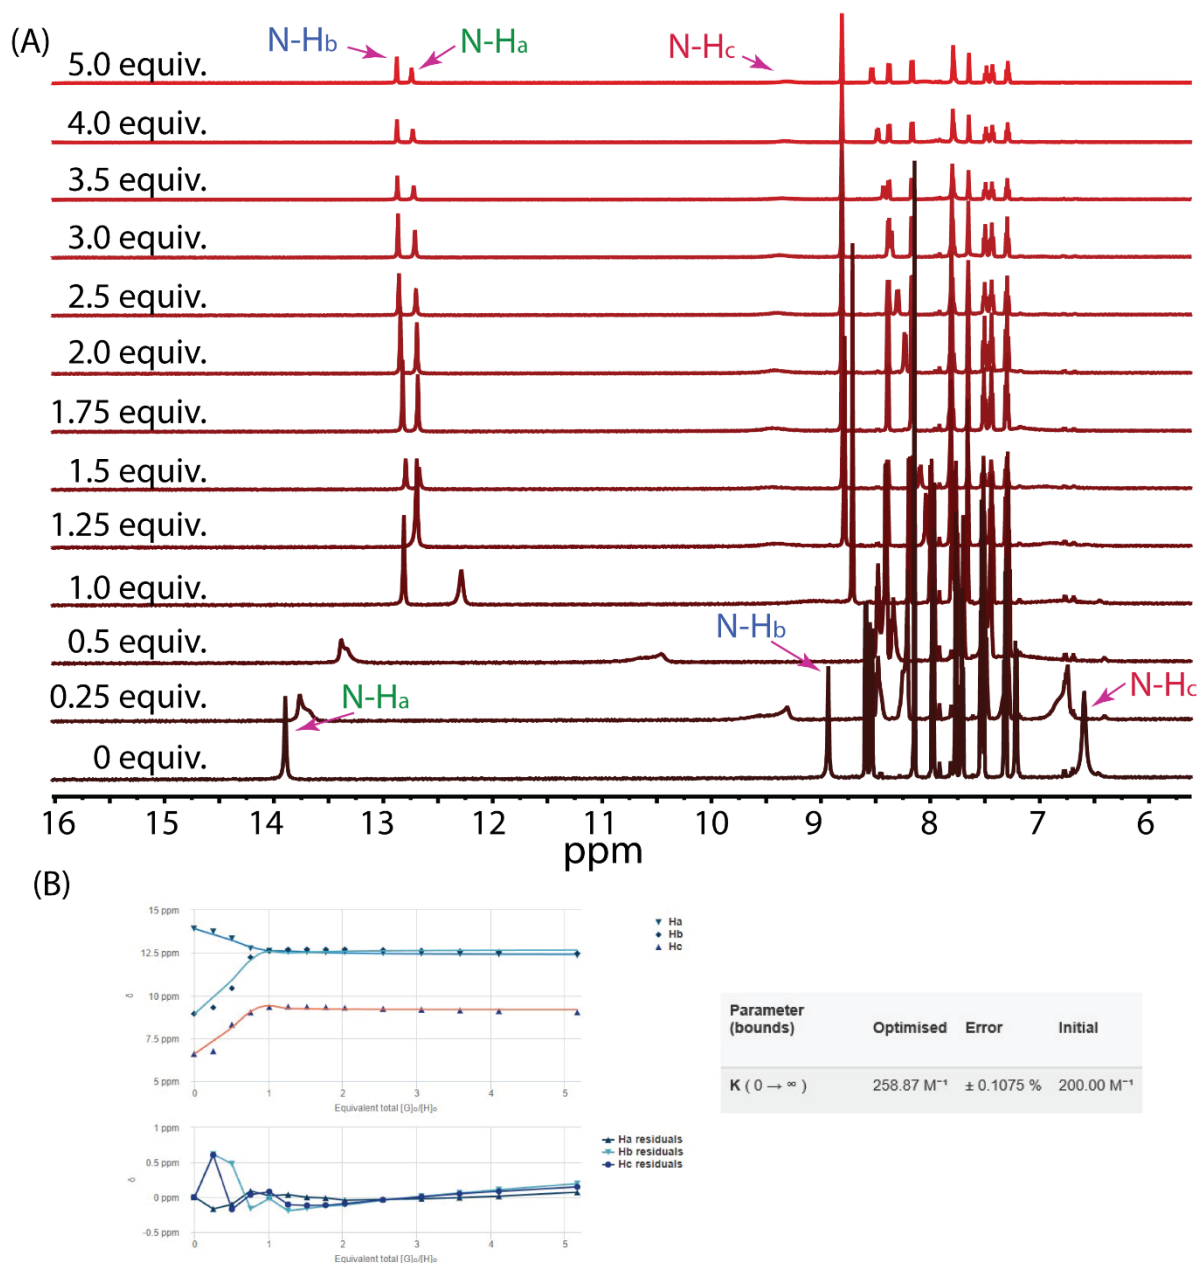 (A)
N-Hb
N-Ha
N-Hc
5.0 equiv.
4.0 equiv.
3.5 equiv.
3.0 equiv.
2.5 equiv.
2.0 equiv.
1.75 equiv.
1.5 equiv.
1.25 equiv.
1.0 equiv.
0.5 equiv.
N-Hb
0.25 equiv.
N-Ha
N-Hc
0 equiv.
16 15 14 13 12 11 10 9 8 7 6
ppm
(B)
15 ppm
12.5 ppm
10 ppm
7.5 ppm
5 ppm
δ
0 1 2 3 4 5
Equivalent total [G]₀/[H]₀
Ha
Hb
Hc
1 ppm
0.5 ppm
0 ppm
-0.5 ppm
δ
0 1 2 3 4 5
Equivalent total [G]₀/[H]₀
Ha residuals
Hb residuals
Hc residuals
Parameter (bounds) Optimised Error Initial
K ( 0 → ∞ ) 258.87 M⁻¹ ± 0.1075 % 200.00 M⁻¹